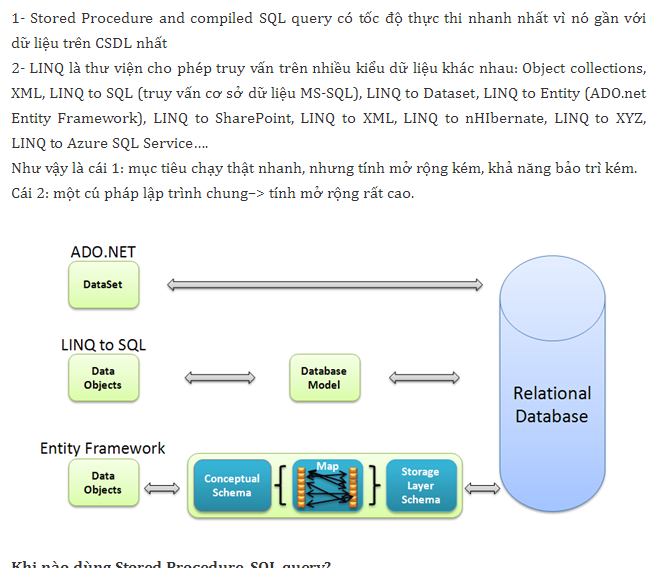 1- Stored Procedure and compiled SQL query có tốc độ thực thi nhanh nhất vì nó gần với
dữ liệu trên CSDL nhất
2- LINQ là thư viện cho phép truy vấn trên nhiều kiểu dữ liệu khác nhau: Object collections,
XML, LINQ to SQL (truy vấn cơ sở dữ liệu MS-SQL), LINQ to Dataset, LINQ to Entity (ADO.net
Entity Framework), LINQ to SharePoint, LINQ to XML, LINQ to nHIbernate, LINQ to XYZ,
LINQ to Azure SQL Service....
Như vậy là cái 1: mục tiêu chạy thật nhanh, nhưng tính mở rộng kém, khả năng bảo trì kém.
Cái 2: một cú pháp lập trình chung–> tính mở rộng rất cao.
ADO.NET
DataSet
LINQ to SQL
Data
Objects
Database
Model
Relational
Database
Entity Framework
Data
Objects
Conceptual
Schema
Map
Storage
Layer
Schema
Khi nào dùng Stored Procedure, SQL query?